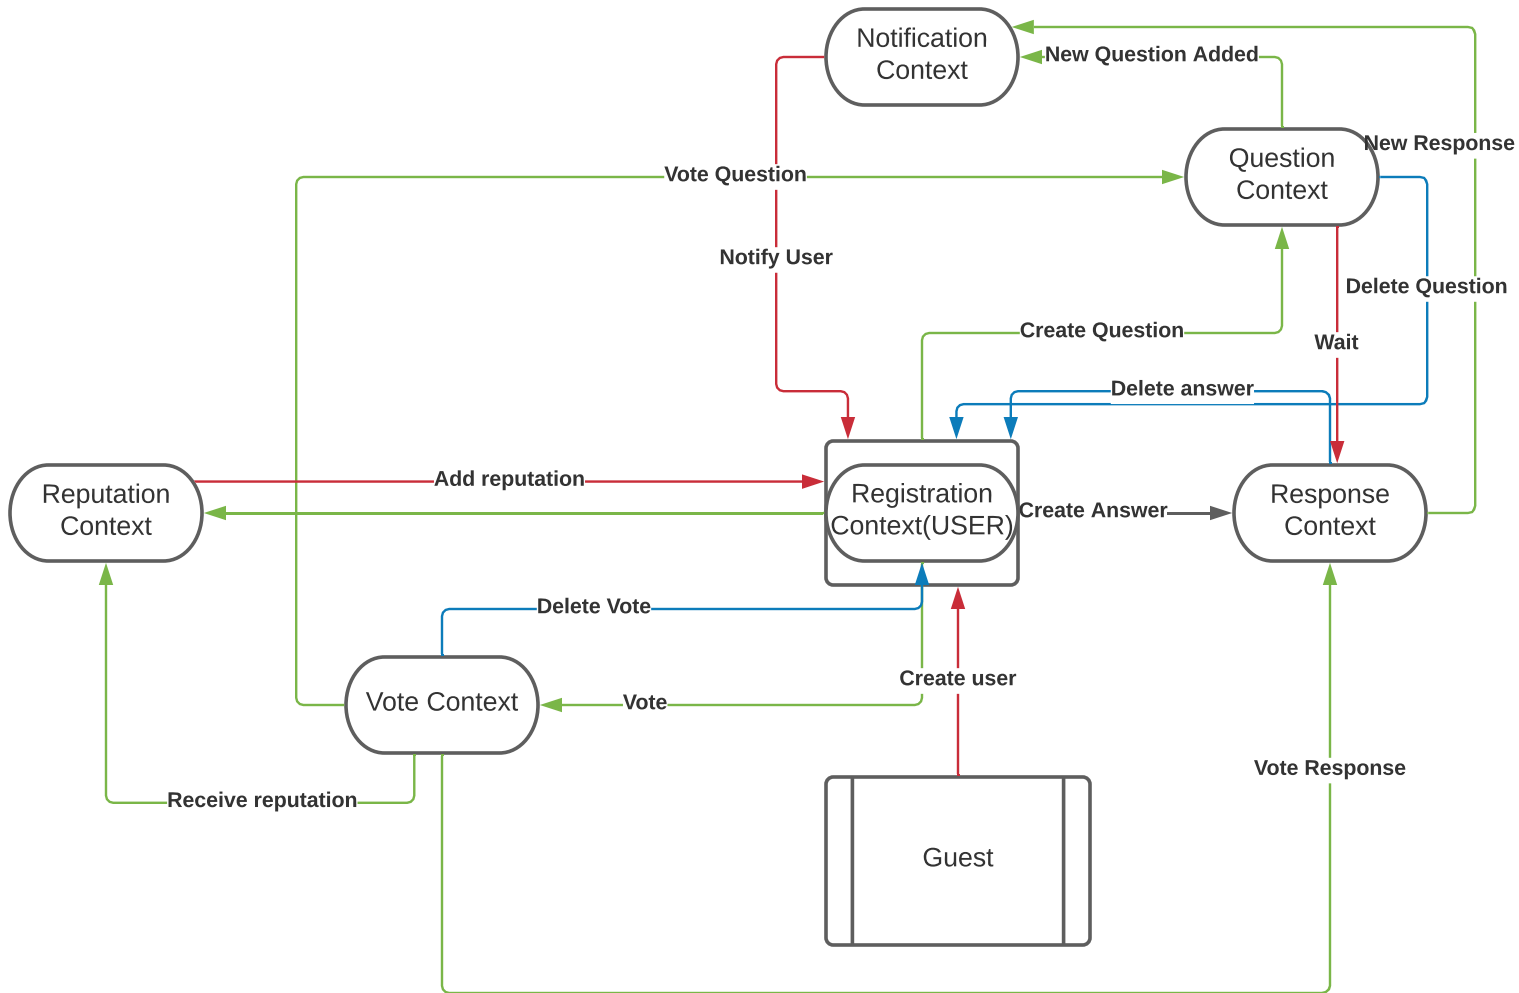 Notification
Context
New Question Added
New Response
Question
Context
Vote Question
Notify User
Delete Question
Create Question
Wait
Delete answer
Add reputation
Reputation
Context
Registration
Context(USER)
Create Answer
Response
Context
Delete Vote
Create user
Vote Context
Vote
Vote Response
Receive reputation
Guest